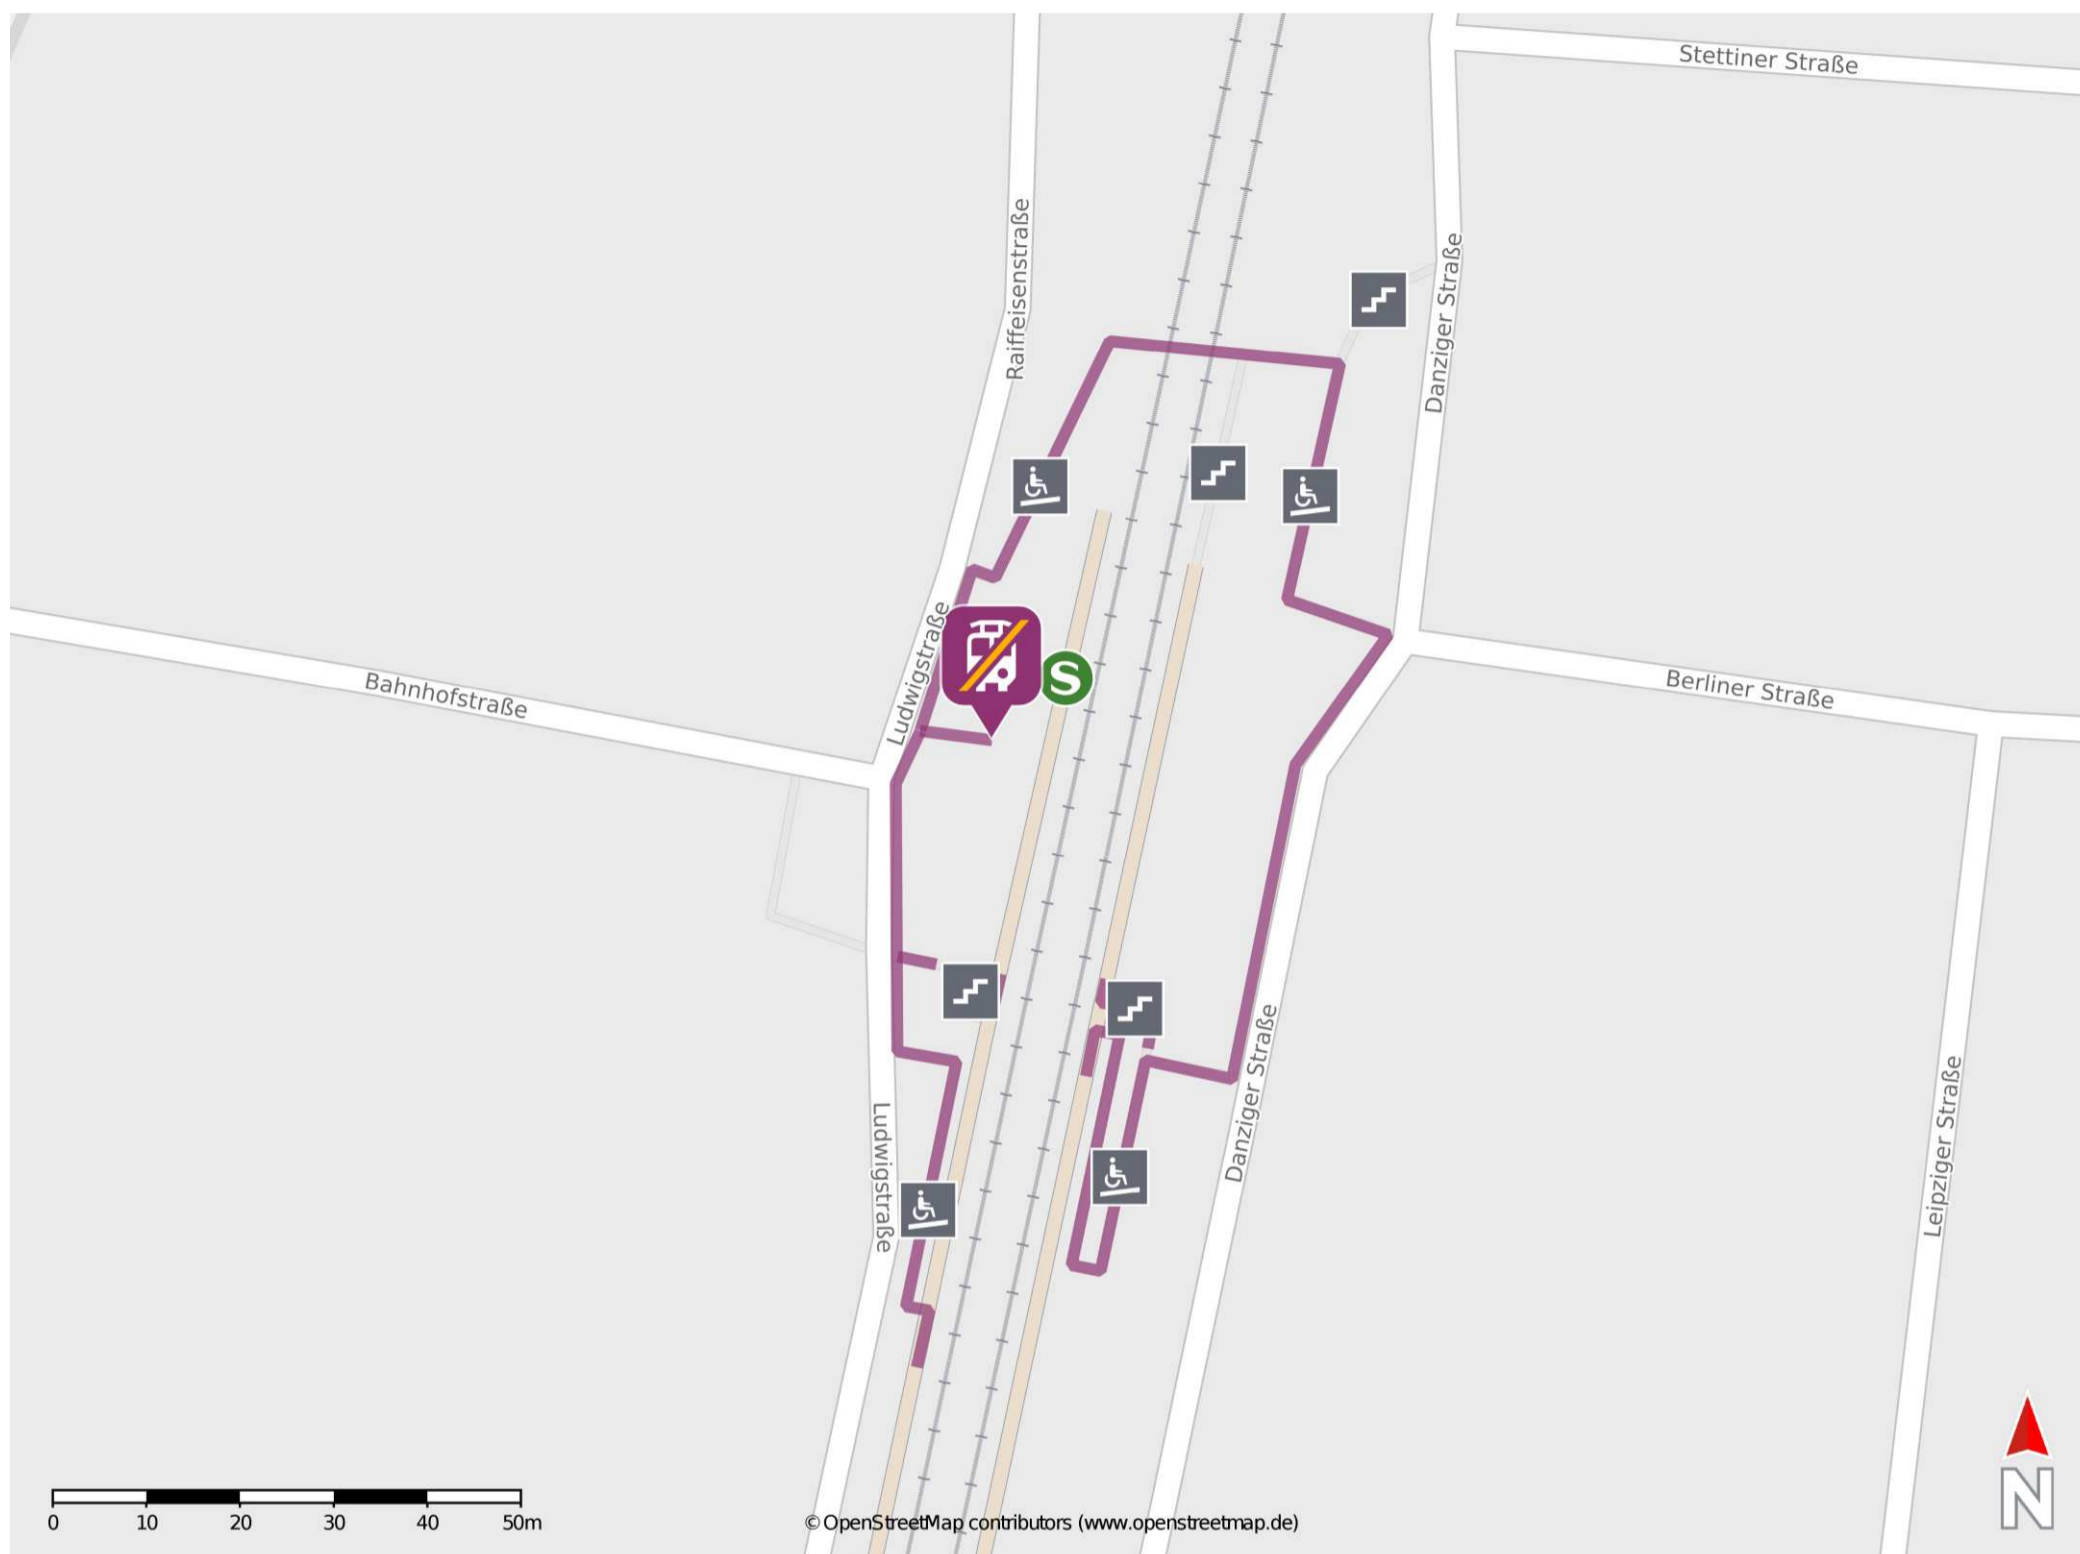 Stettiner Straße
Raiffeisenstraße
Danziger Straße
Ludwigstraße
S
Bahnhofstraße
Berliner Straße
Danziger Straße
Ludwigstraße
Leipziger Straße
0 10 20 30 40 50m
© OpenStreetMap contributors (www.openstreetmap.de)
N